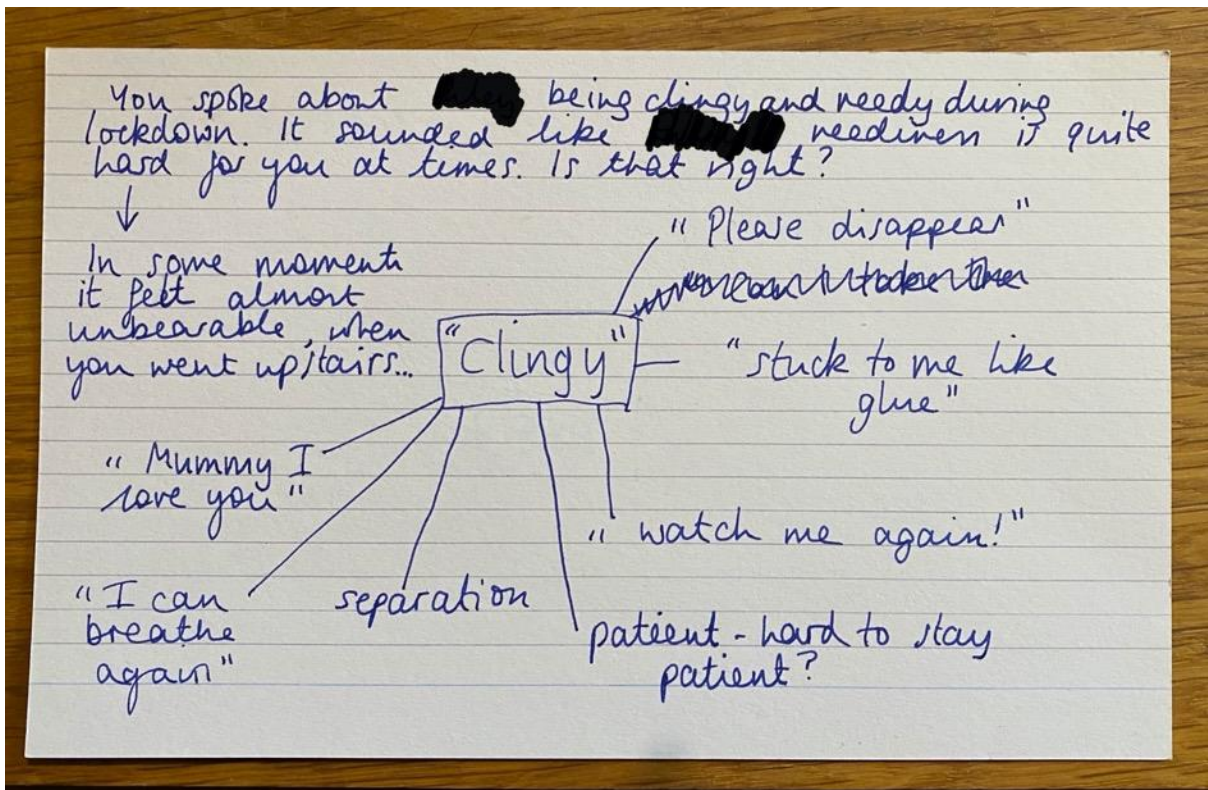 You spoke about being clingy and needy during
lockdown. It sounded like neediness is quite
hard for you at times. Is that right?
↓
In some moments
it felt almost
unbearable, when
you went upstairs...
"Please disappear"
"Clingy"
"stuck to me like
glue"
"Mummy I
love you"
"watch me again!"
"I can
breathe
again"
separation
patient - hard to stay
patient?